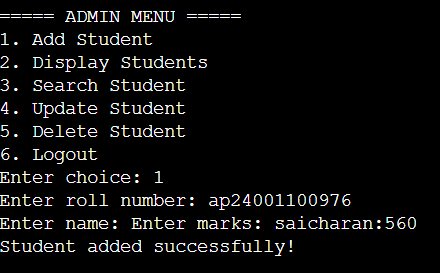 ===== ADMIN MENU =====
1. Add Student
2. Display Students
3. Search Student
4. Update Student
5. Delete Student
6. Logout
Enter choice: 1
Enter roll number: ap24001100976
Enter name: Enter marks: saicharan:560
Student added successfully!